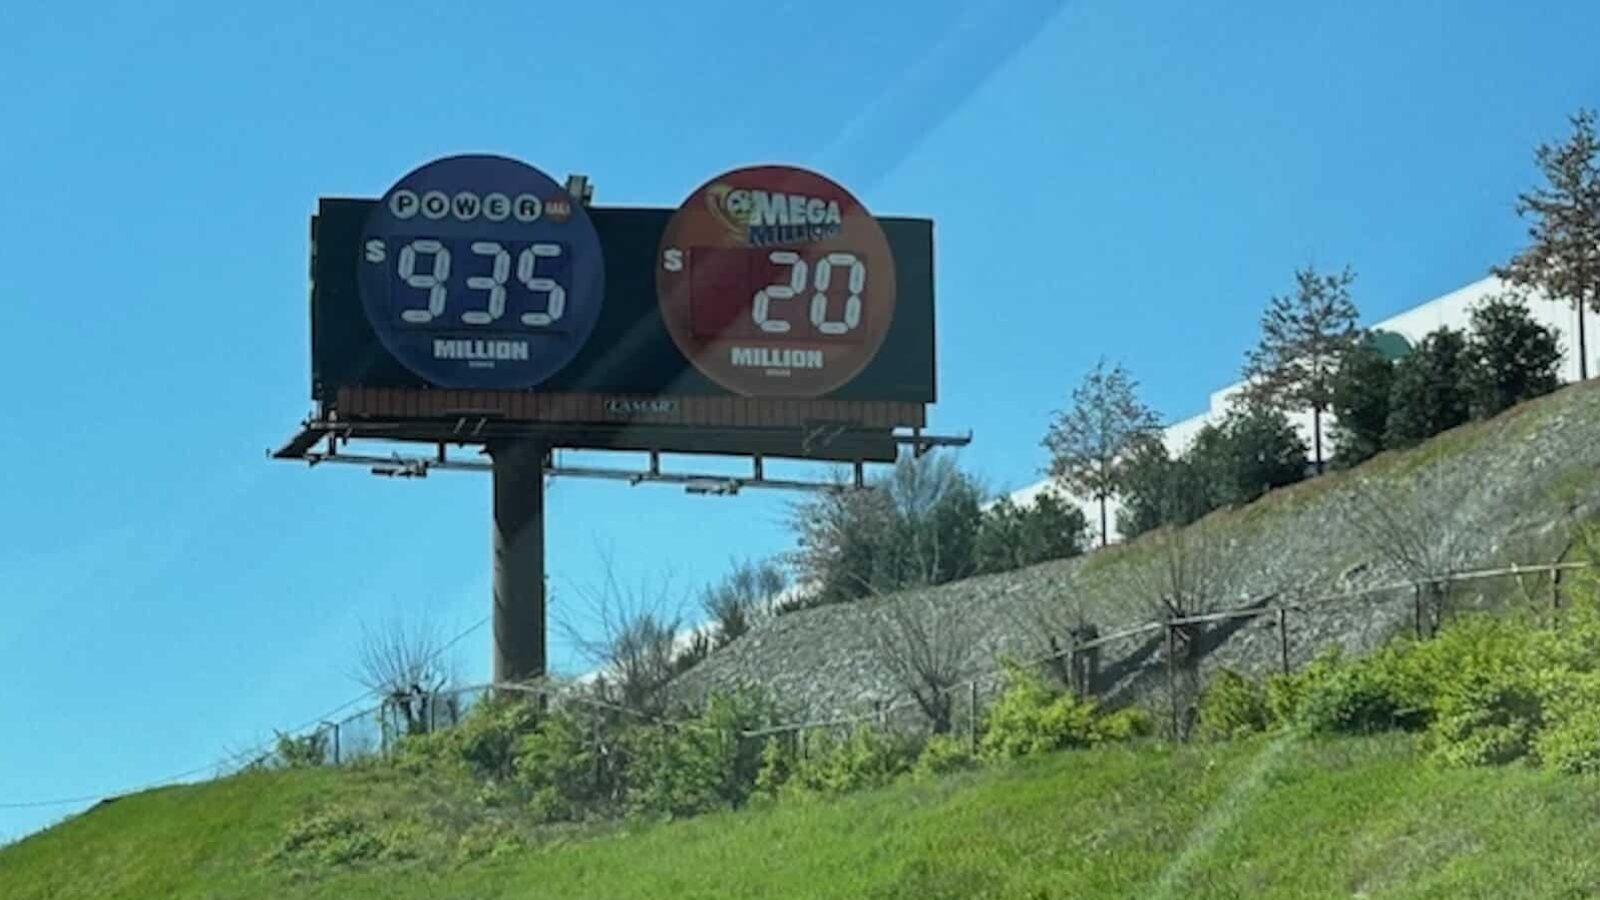 POWERBALL
$ 935
MILLION
MEGA
MILLIONS
$ 20
MILLION
LAMAR